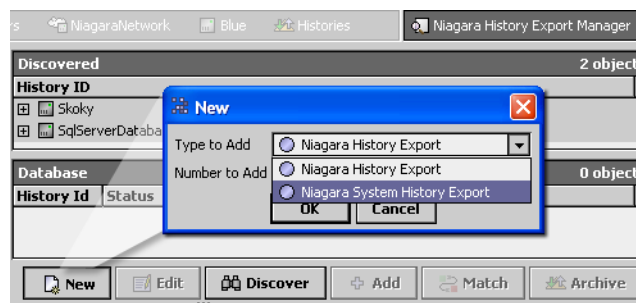 s NiagaraNetwork Blue Histories Niagara History Export Manager
Discovered 2 object
History ID
Skoky
SqlServerDataba
New
Type to Add Niagara History Export
Number to Add Niagara History Export
Niagara System History Export
OK Cancel
Database 0 object
History Id Status
New Edit Discover Add Match Archive